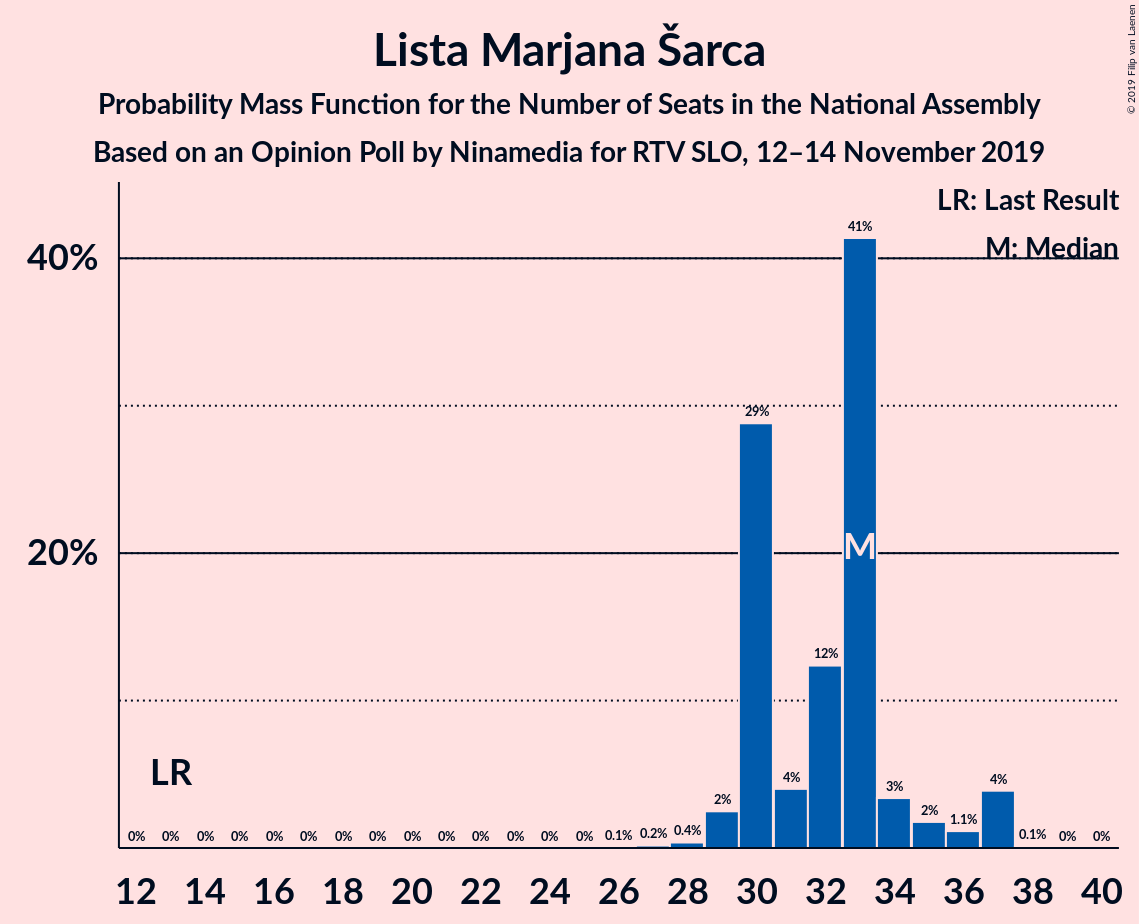 Lista Marjana Šarca
Probability Mass Function for the Number of Seats in the National Assembly
Based on an Opinion Poll by Ninamedia for RTV SLO, 12–14 November 2019
© 2019 Filip van Laenen
LR: Last Result
M: Median
40%
20%
41%
29%
M
12%
LR
0% 0% 0% 0% 0% 0% 0% 0% 0% 0% 0% 0% 0% 0% 0.1% 0.2% 0.4% 2% 4% 3% 2% 1.1% 4% 0.1% 0% 0%
12 14 16 18 20 22 24 26 28 30 32 34 36 38 40